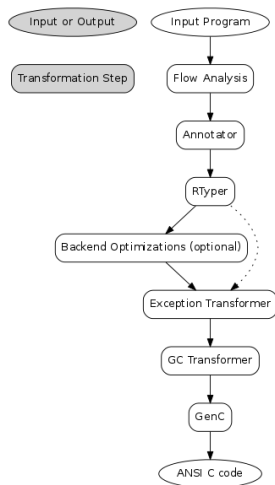 Input or Output
Input Program
Transformation Step
Flow Analysis
Annotator
RTyper
Backend Optimizations (optional)
Exception Transformer
GC Transformer
GenC
ANSI C code